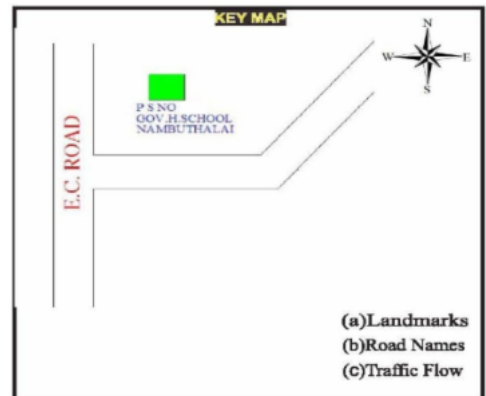 KEY MAP
N
W E
S
P S NO
GOV.H.SCHOOL
NAMBUTHALAI
E.C. ROAD
(a)Landmarks
(b)Road Names
(c)Traffic Flow